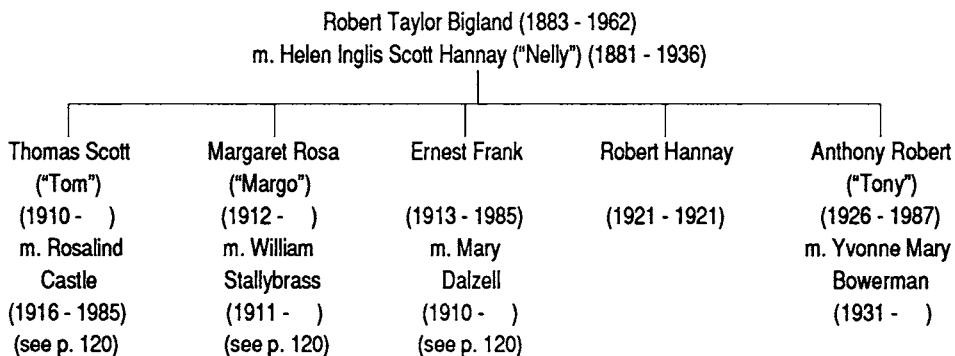 Robert Taylor Bigland (1883 - 1962)
m. Helen Inglis Scott Hannay ("Nelly") (1881 - 1936)
Thomas Scott
("Tom")
(1910 - )
m. Rosalind
Castle
(1916 - 1985)
(see p. 120)
Margaret Rosa
("Margo")
(1912 - )
m. William
Stallybrass
(1911 - )
(see p. 120)
Ernest Frank
(1913 - 1985)
m. Mary
Dalzell
(1910 - )
(see p. 120)
Robert Hannay
(1921 - 1921)
Anthony Robert
("Tony")
(1926 - 1987)
m. Yvonne Mary
Bowerman
(1931 - )